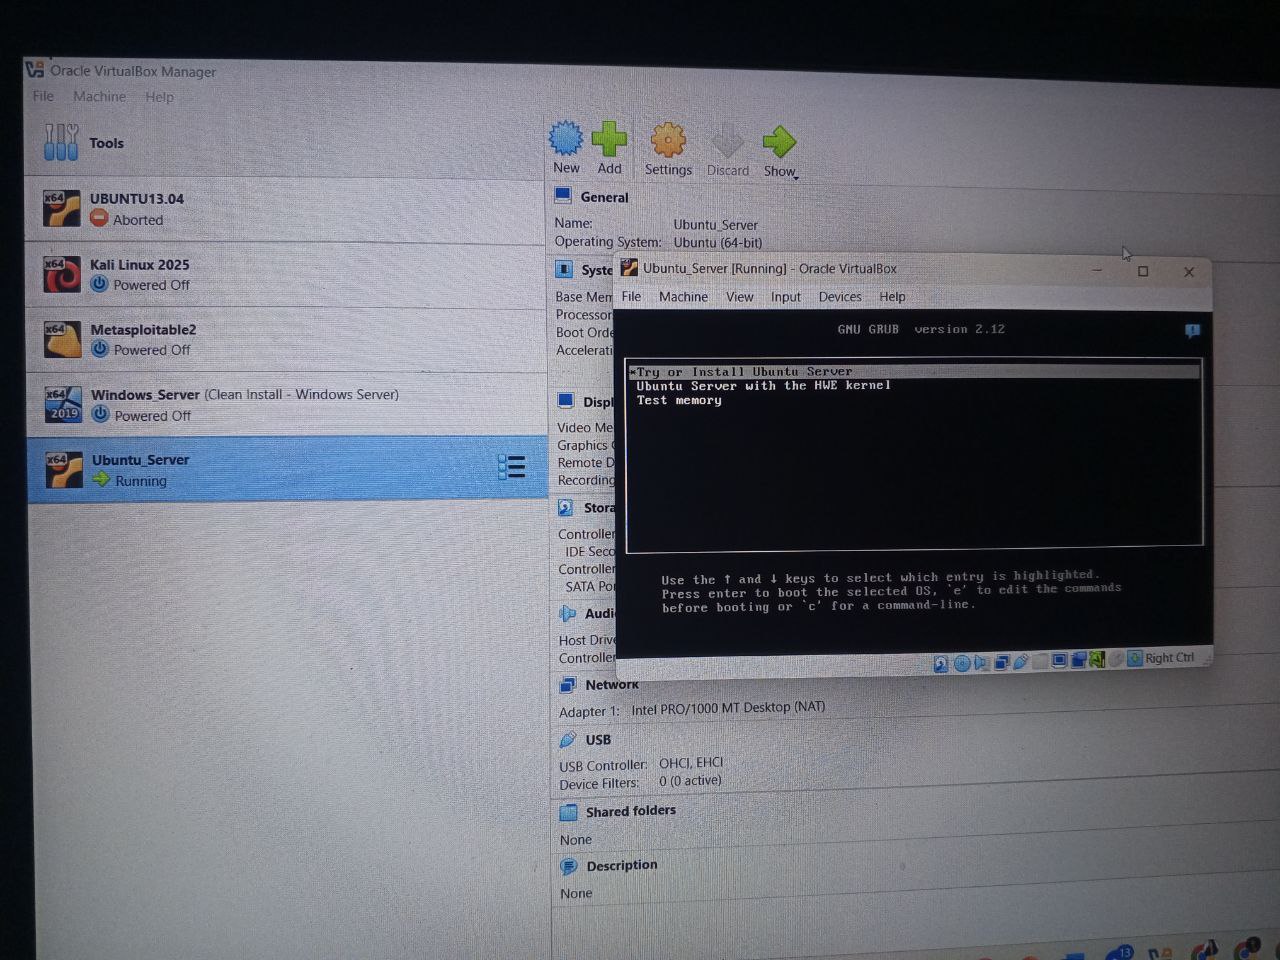 Oracle VirtualBox Manager
File Machine Help
Tools
New Add Settings Discard Show
x64 UBUNTU13.04
Aborted
x64 Kali Linux 2025
Powered Off
x64 Metasploitable2
Powered Off
x64 2019 Windows_Server (Clean Install - Windows Server)
Powered Off
x64 Ubuntu_Server
Running
General
Name: Ubuntu_Server
Operating System: Ubuntu (64-bit)
Syste
Base Mem
Processor
Boot Orde
Accelerati
Displ
Video Me
Graphics C
Remote D
Recording
Stora
Controller
IDE Seco
Controller
SATA Por
Audi
Host Drive
Controller
Network
Adapter 1: Intel PRO/1000 MT Desktop (NAT)
USB
USB Controller: OHCI, EHCI
Device Filters: 0 (0 active)
Shared folders
None
Description
None
Ubuntu_Server [Running] - Oracle VirtualBox
File Machine View Input Devices Help
GNU GRUB version 2.12
*Try or Install Ubuntu Server
Ubuntu Server with the HWE kernel
Test memory
Use the ↑ and ↓ keys to select which entry is highlighted.
Press enter to boot the selected OS, `e' to edit the commands
before booting or `c' for a command-line.
Right Ctrl
13